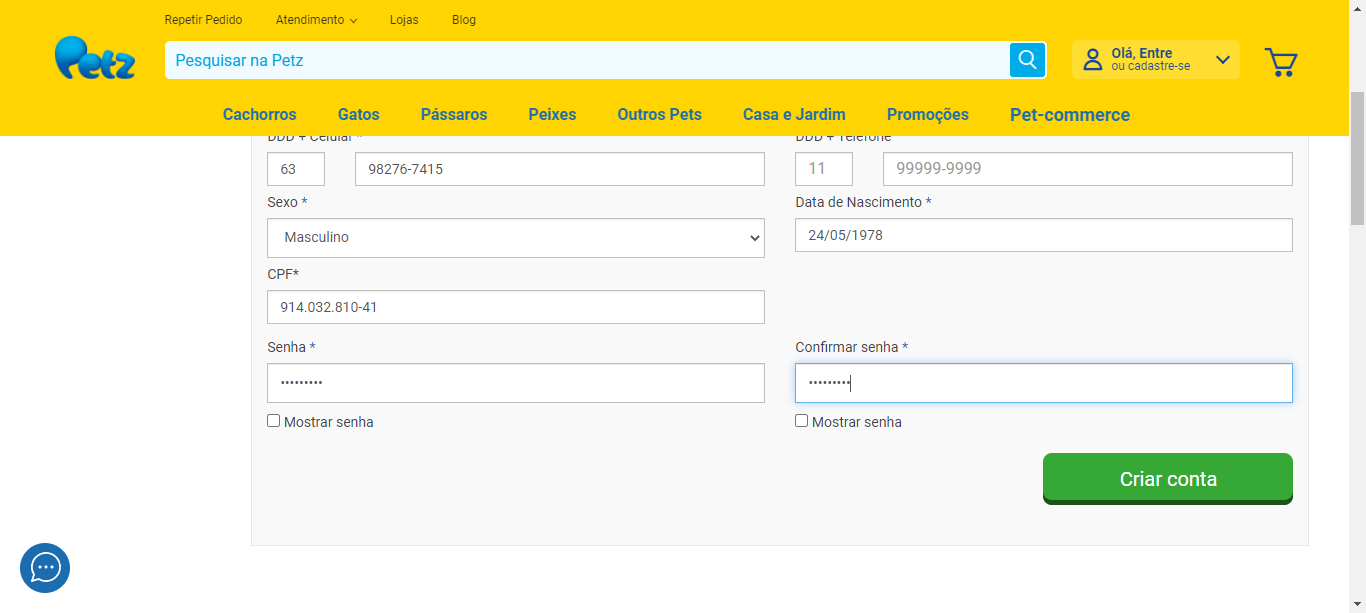 Repetir Pedido Atendimento Lojas Blog
Petz
Pesquisar na Petz
Olá, Entre
ou cadastre-se
Cachorros Gatos Pássaros Peixes Outros Pets Casa e Jardim Promoções Pet-commerce
DDD + Celular * DDD + Telefone
63 98276-7415 11 99999-9999
Sexo * Data de Nascimento *
Masculino 24/05/1978
CPF*
914.032.810-41
Senha * Confirmar senha *
••••••••• •••••••••
Mostrar senha Mostrar senha
Criar conta